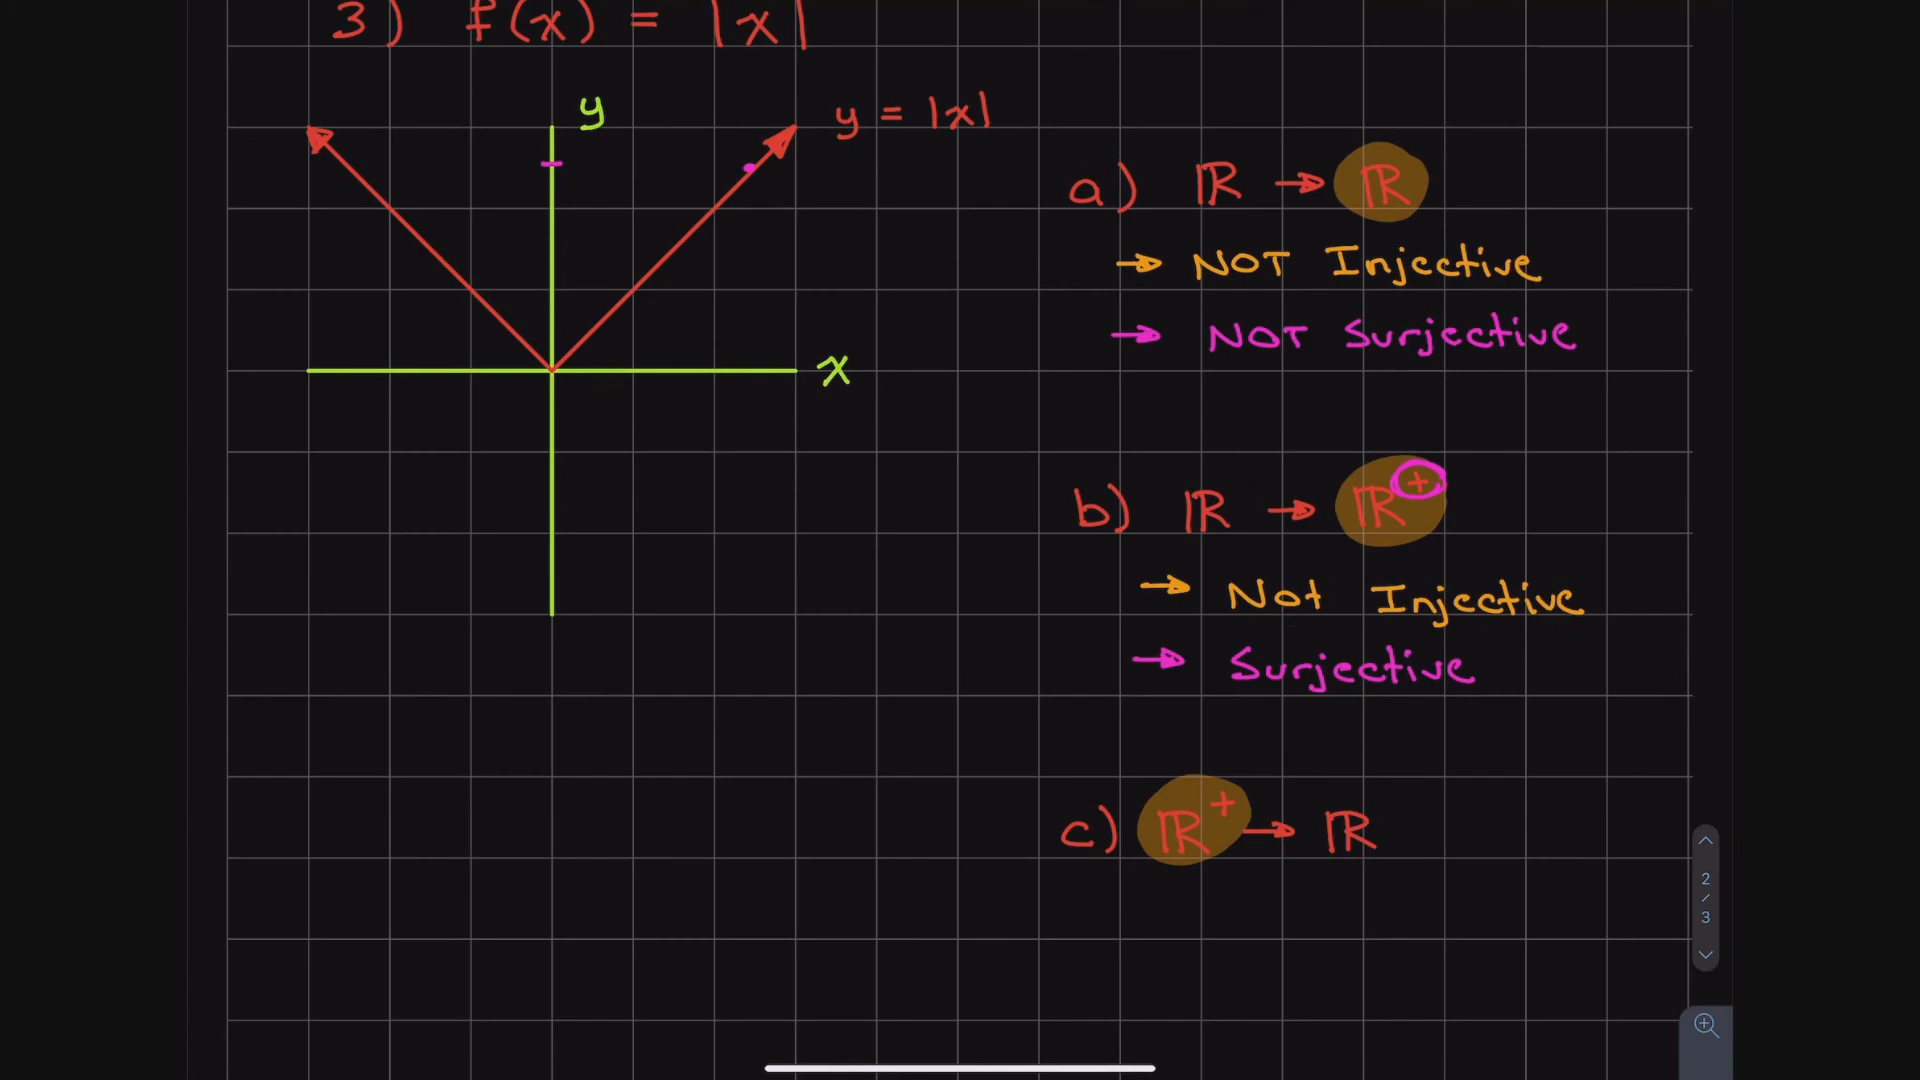 3) f(x) = |x|
y
y = |x|
x
a) ℝ → ℝ
→ NOT Injective
→ NOT Surjective
b) ℝ → ℝ⁺
→ Not Injective
→ Surjective
c) ℝ⁺ → ℝ
2
/
3